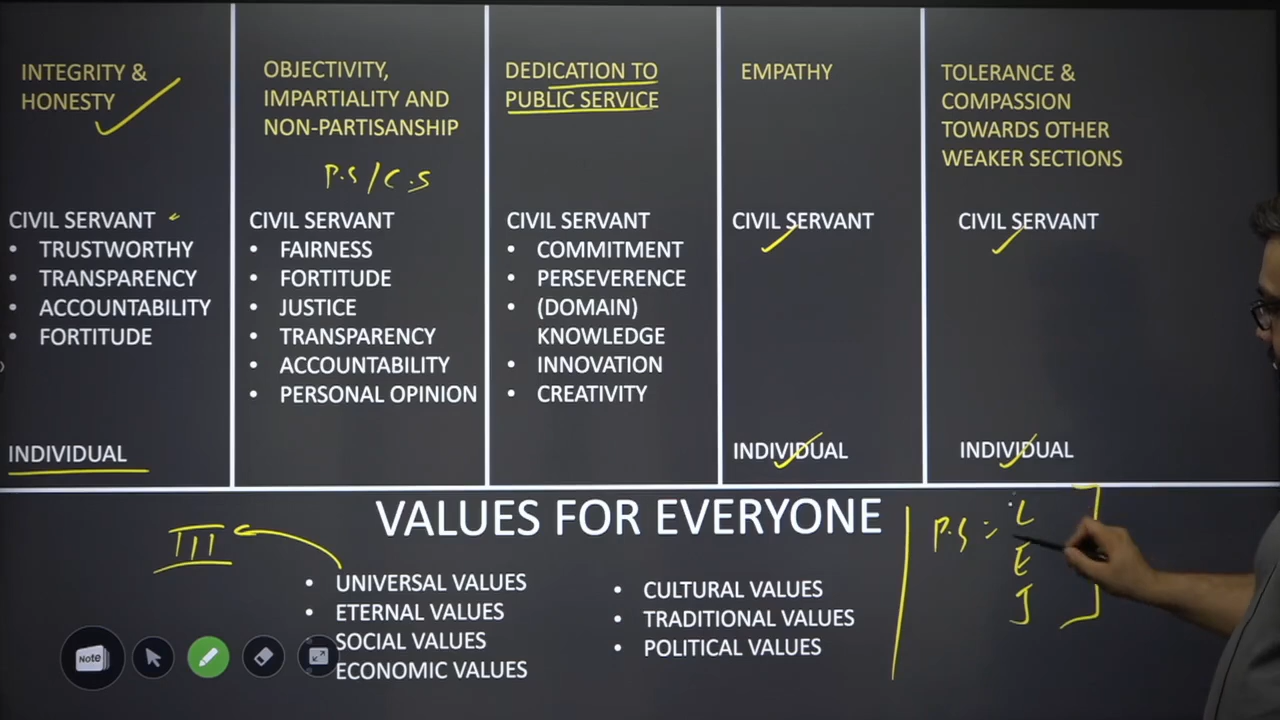 INTEGRITY &
HONESTY
CIVIL SERVANT
• TRUSTWORTHY
• TRANSPARENCY
• ACCOUNTABILITY
• FORTITUDE
INDIVIDUAL
OBJECTIVITY,
IMPARTIALITY AND
NON-PARTISANSHIP
P.S / C.S
CIVIL SERVANT
• FAIRNESS
• FORTITUDE
• JUSTICE
• TRANSPARENCY
• ACCOUNTABILITY
• PERSONAL OPINION
DEDICATION TO
PUBLIC SERVICE
CIVIL SERVANT
• COMMITMENT
• PERSEVERENCE
• (DOMAIN)
KNOWLEDGE
• INNOVATION
• CREATIVITY
EMPATHY
CIVIL SERVANT
INDIVIDUAL
TOLERANCE &
COMPASSION
TOWARDS OTHER
WEAKER SECTIONS
CIVIL SERVANT
INDIVIDUAL
VALUES FOR EVERYONE
III
• UNIVERSAL VALUES
• ETERNAL VALUES
SOCIAL VALUES
ECONOMIC VALUES
• CULTURAL VALUES
• TRADITIONAL VALUES
• POLITICAL VALUES
P.S = L
E
J
Note